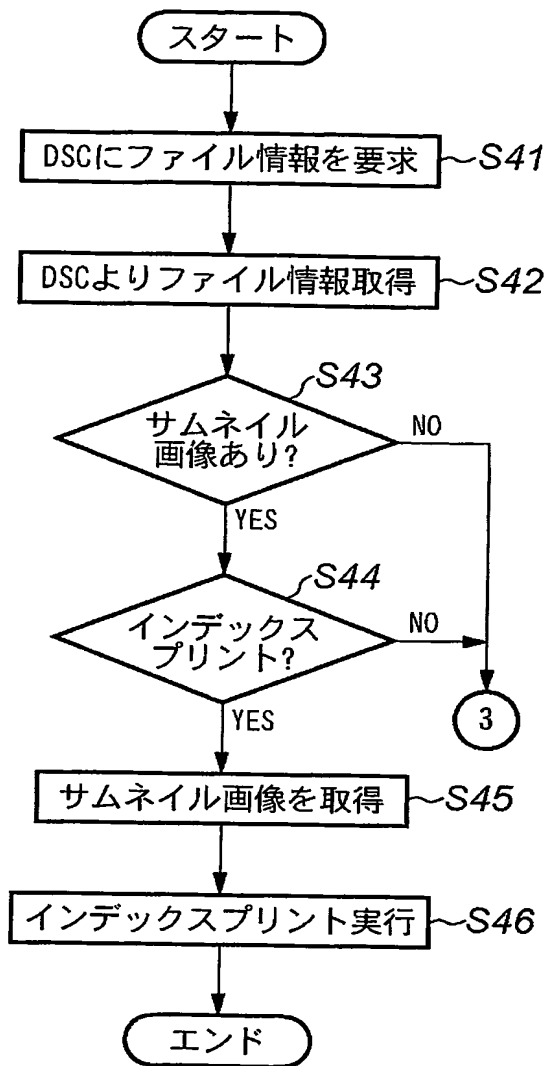 スタート
DSCにファイル情報を要求
S41
DSCよりファイル情報取得
S42
S43
サムネイル
画像あり?
NO
YES
S44
インデックス
プリント?
NO
YES
3
サムネイル画像を取得
S45
インデックスプリント実行
S46
エンド